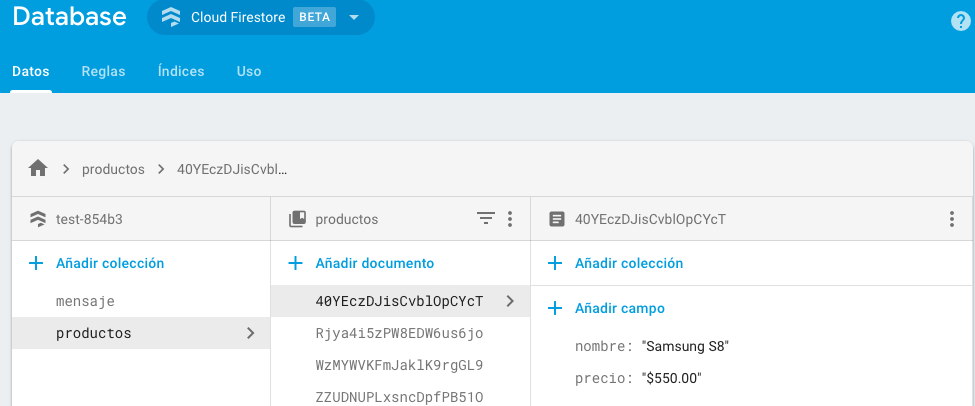 Database
Cloud Firestore BETA
?
Datos Reglas Índices Uso
productos 40YEczDJisCvbl...
test-854b3 productos 40YEczDJisCvblOpCYcT
Añadir colección Añadir documento Añadir colección
mensaje 40YEczDJisCvblOpCYcT Añadir campo
productos Rjya4i5zPW8EDW6us6jo nombre: "Samsung S8"
WzMYWVKFmJaklK9rgGL9 precio: "$550.00"
ZZUDNUPLxsncDpfPB51O